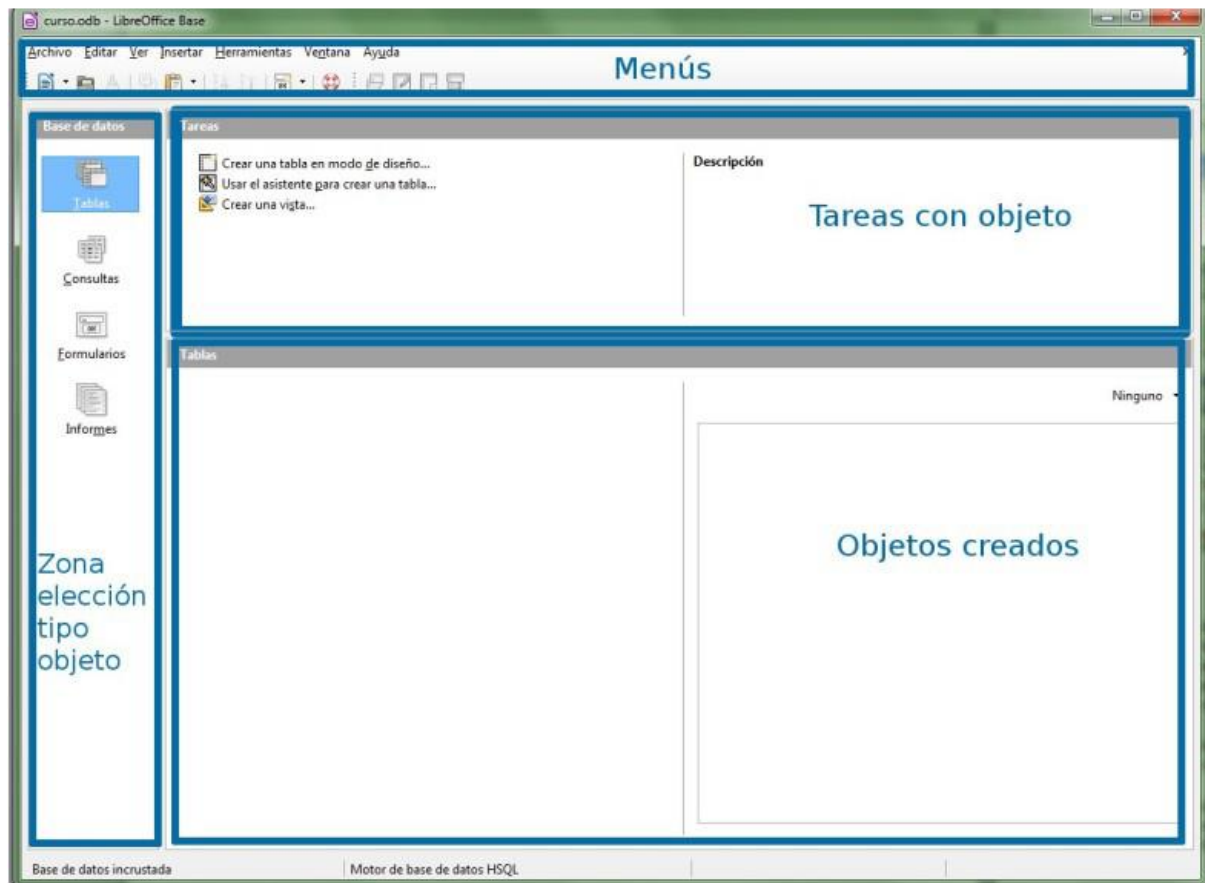 curso.odb - LibreOffice Base
Archivo Editar Ver Insertar Herramientas Ventana Ayuda
Menús
Base de datos
Tareas
Tablas
Consultas
Formularios
Informes
Zona
elección
tipo
objeto
Crear una tabla en modo de diseño...
Usar el asistente para crear una tabla...
Crear una vista...
Descripción
Tareas con objeto
Tablas
Ninguno
Objetos creados
Base de datos incrustada
Motor de base de datos HSQL